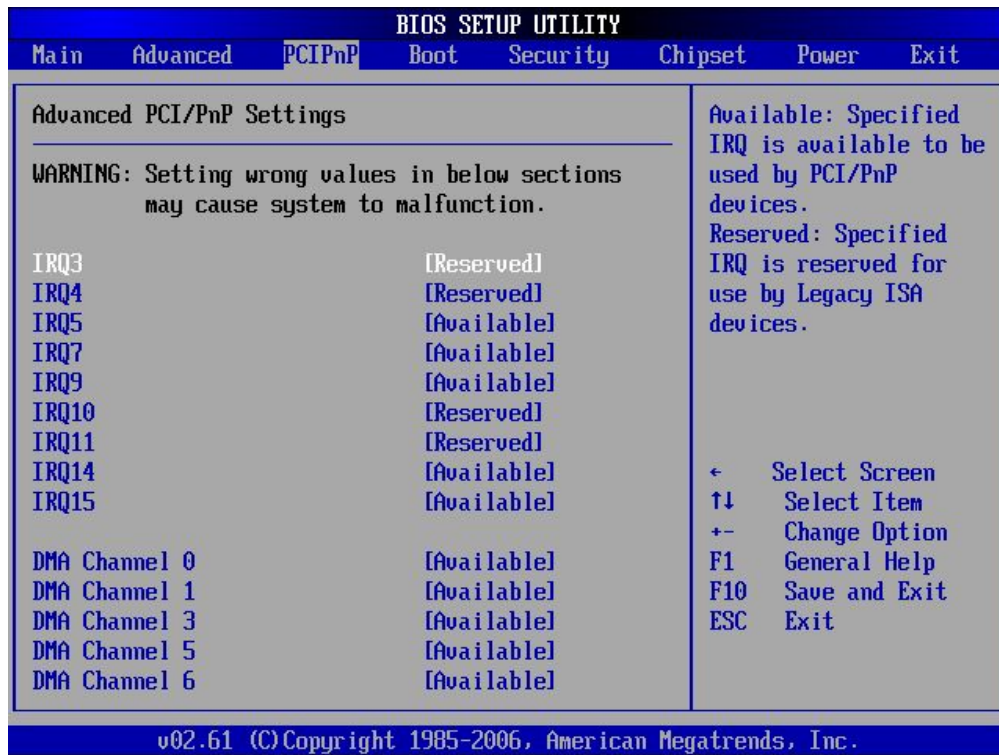 BIOS SETUP UTILITY
Main Advanced PCIPnP Boot Security Chipset Power Exit
Advanced PCI/PnP Settings
WARNING: Setting wrong values in below sections
may cause system to malfunction.
IRQ3 [Reserved]
IRQ4 [Reserved]
IRQ5 [Available]
IRQ7 [Available]
IRQ9 [Available]
IRQ10 [Reserved]
IRQ11 [Reserved]
IRQ14 [Available]
IRQ15 [Available]
DMA Channel 0 [Available]
DMA Channel 1 [Available]
DMA Channel 3 [Available]
DMA Channel 5 [Available]
DMA Channel 6 [Available]
Available: Specified
IRQ is available to be
used by PCI/PnP
devices.
Reserved: Specified
IRQ is reserved for
use by Legacy ISA
devices.
← Select Screen
↑↓ Select Item
+- Change Option
F1 General Help
F10 Save and Exit
ESC Exit
v02.61 (C)Copyright 1985-2006, American Megatrends, Inc.